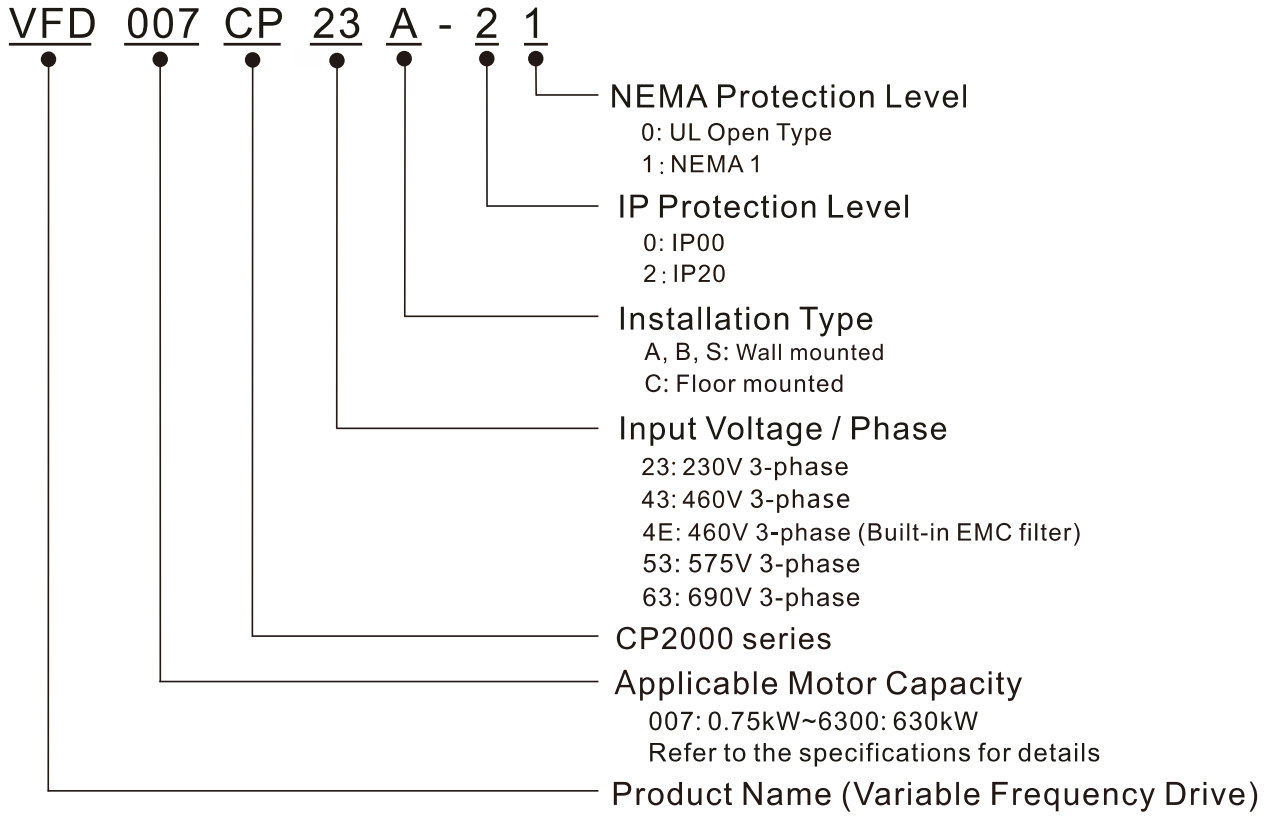 VFD 007 CP 23 A - 2 1
NEMA Protection Level
0: UL Open Type
1: NEMA 1
IP Protection Level
0: IP00
2: IP20
Installation Type
A, B, S: Wall mounted
C: Floor mounted
Input Voltage / Phase
23: 230V 3-phase
43: 460V 3-phase
4E: 460V 3-phase (Built-in EMC filter)
53: 575V 3-phase
63: 690V 3-phase
CP2000 series
Applicable Motor Capacity
007: 0.75kW~6300: 630kW
Refer to the specifications for details
Product Name (Variable Frequency Drive)